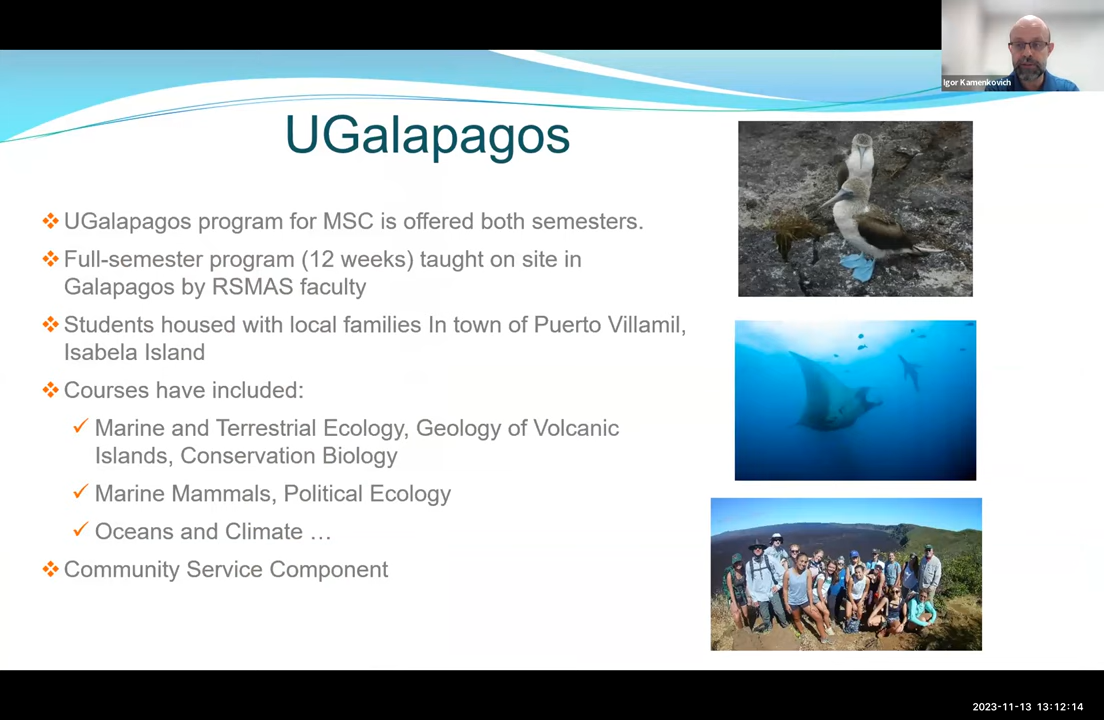 Igor Kamenkovich
UGalapagos
UGalapagos program for MSC is offered both semesters.
Full-semester program (12 weeks) taught on site in
Galapagos by RSMAS faculty
Students housed with local families In town of Puerto Villamil,
Isabela Island
Courses have included:
Marine and Terrestrial Ecology, Geology of Volcanic
Islands, Conservation Biology
Marine Mammals, Political Ecology
Oceans and Climate …
Community Service Component
2023-11-13 13:12:14